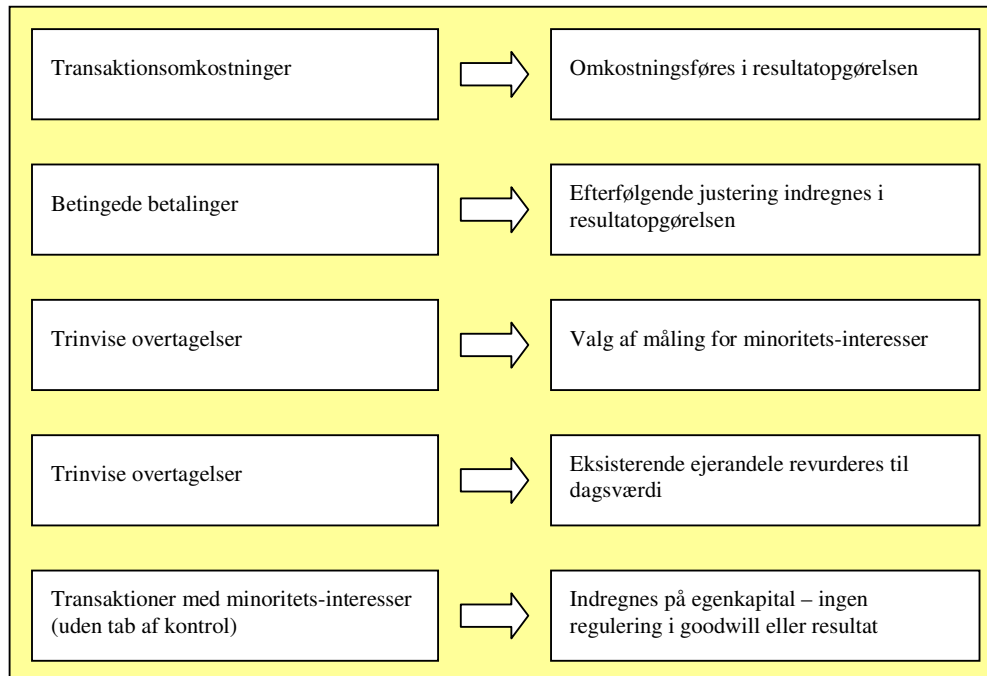 Transaktionsomkostninger
Omkostningsføres i resultatopgørelsen
Betingede betalinger
Efterfølgende justering indregnes i
resultatopgørelsen
Trinvise overtagelser
Valg af måling for minoritets-interesser
Trinvise overtagelser
Eksisterende ejerandele revurderes til
dagsværdi
Transaktioner med minoritets-interesser
(uden tab af kontrol)
Indregnes på egenkapital – ingen
regulering i goodwill eller resultat